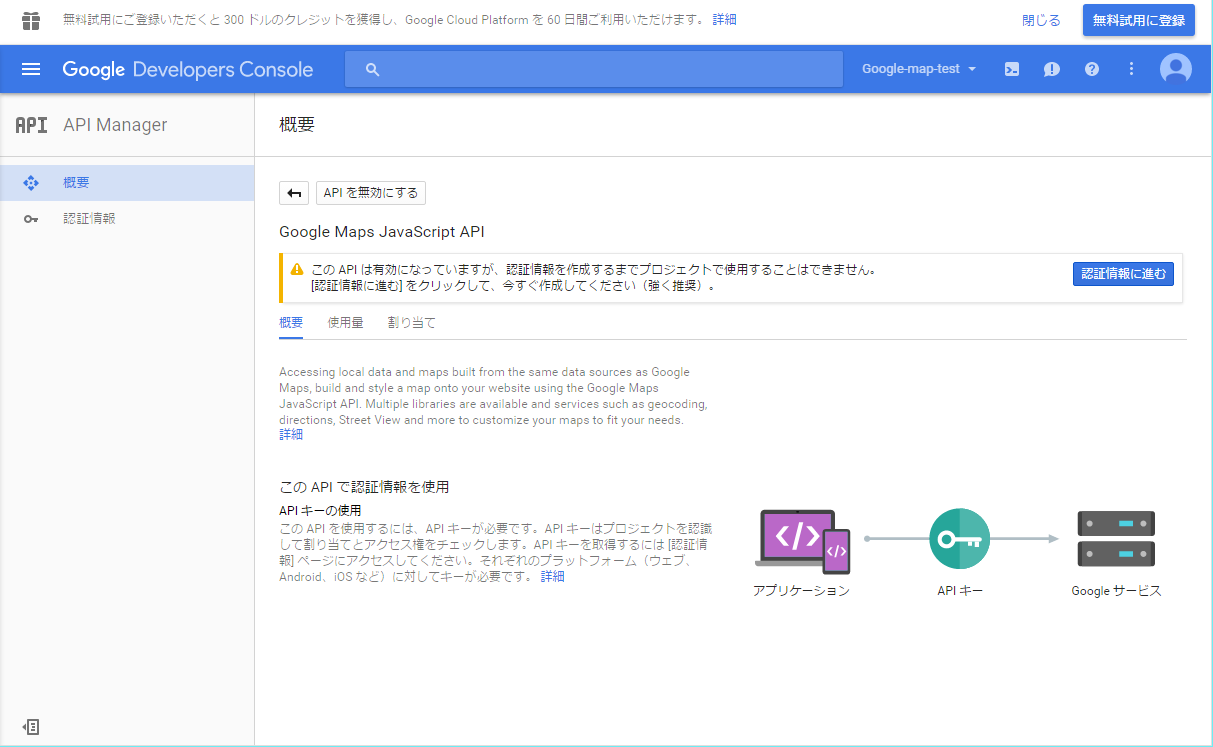 無料試用にご登録いただくと 300 ドルのクレジットを獲得し、Google Cloud Platform を 60 日間ご利用いただけます。 詳細
閉じる
無料試用に登録
Google Developers Console
Google-map-test
API API Manager
概要
概要
認証情報
API を無効にする
Google Maps JavaScript API
この API は有効になっていますが、認証情報を作成するまでプロジェクトで使用することはできません。
[認証情報に進む] をクリックして、今すぐ作成してください（強く推奨）。
認証情報に進む
概要 使用量 割り当て
Accessing local data and maps built from the same data sources as Google
Maps, build and style a map onto your website using the Google Maps
JavaScript API. Multiple libraries are available and services such as geocoding,
directions, Street View and more to customize your maps to fit your needs.
詳細
この API で認証情報を使用
API キーの使用
この API を使用するには、API キーが必要です。API キーはプロジェクトを認識
して割り当てとアクセス権をチェックします。API キーを取得するには [認証情
報] ページにアクセスしてください。それぞれのプラットフォーム（ウェブ、
Android、iOS など）に対してキーが必要です。 詳細
</> </>
アプリケーション
API キー
Google サービス